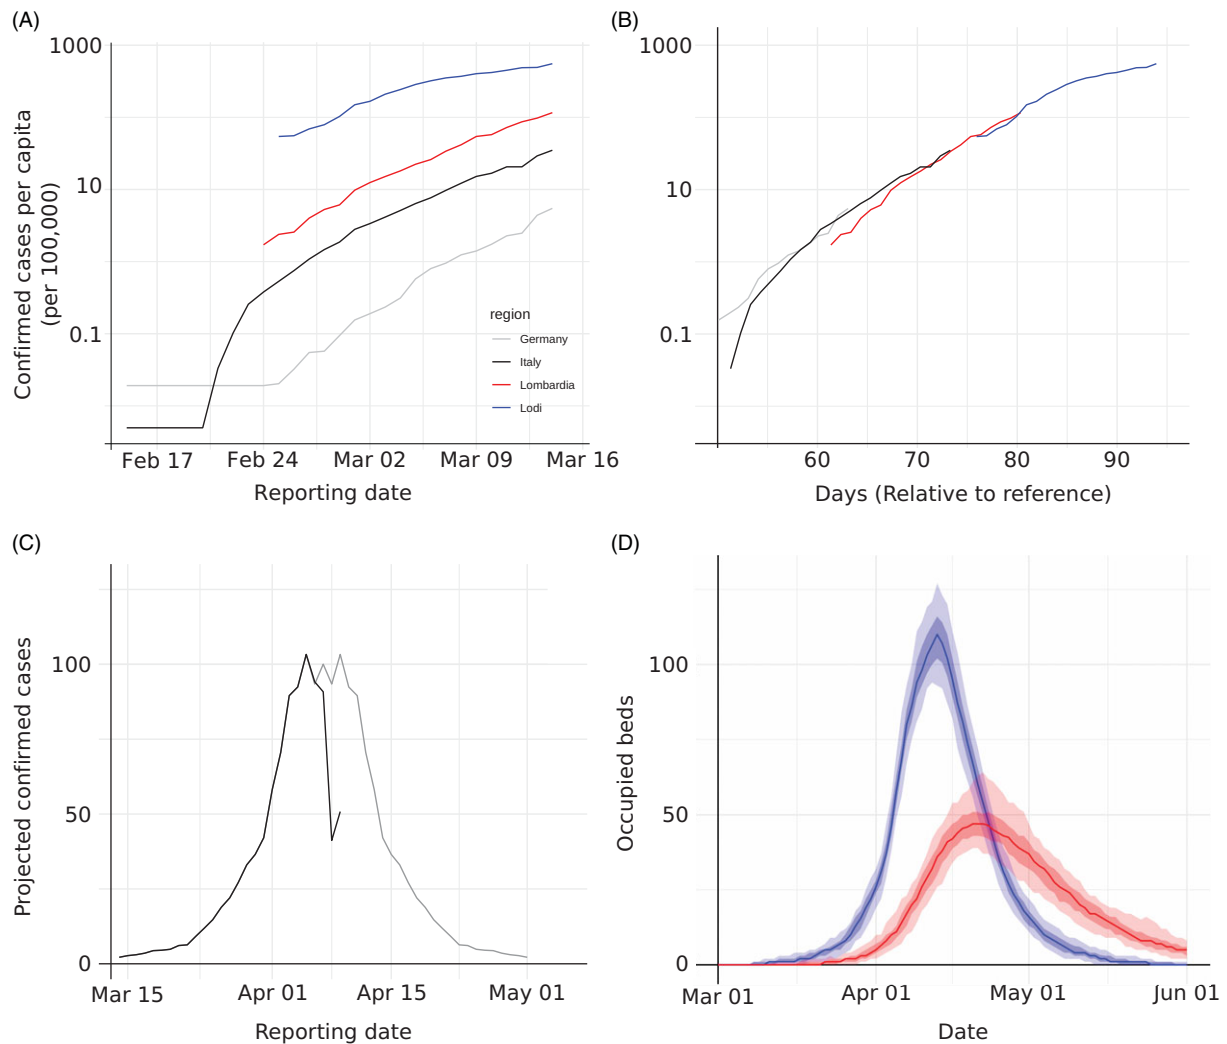 (A)
Confirmed cases per capita
(per 100,000)
1000
10
0.1
region
Germany
Italy
Lombardia
Lodi
Feb 17 Feb 24 Mar 02 Mar 09 Mar 16
Reporting date
(B)
1000
10
0.1
60 70 80 90
Days (Relative to reference)
(C)
Projected confirmed cases
100
50
0
Mar 15 Apr 01 Apr 15 May 01
Reporting date
(D)
Occupied beds
100
50
0
Mar 01 Apr 01 May 01 Jun 01
Date